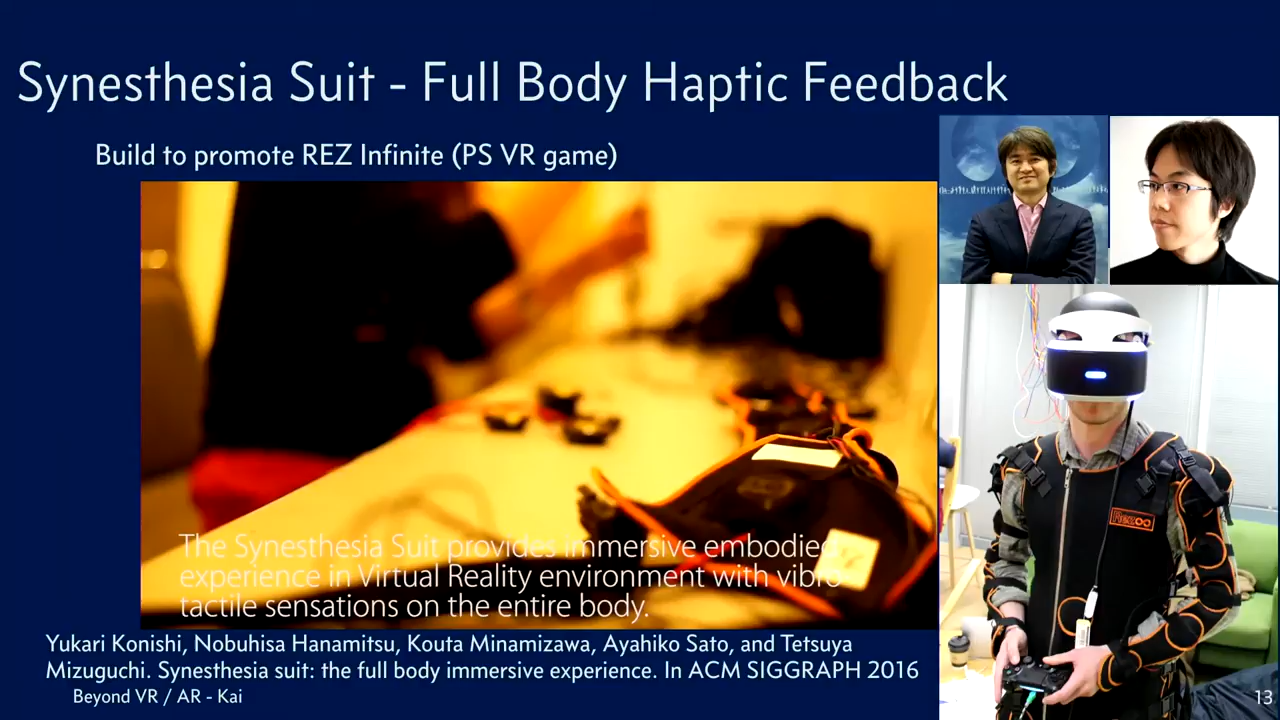 Synesthesia Suit - Full Body Haptic Feedback
Build to promote REZ Infinite (PS VR game)
The Synesthesia Suit provides immersive embodied
experience in Virtual Reality environment with vibro
tactile sensations on the entire body.
Yukari Konishi, Nobuhisa Hanamitsu, Kouta Minamizawa, Ayahiko Sato, and Tetsuya
Mizuguchi. Synesthesia suit: the full body immersive experience. In ACM SIGGRAPH 2016
Beyond VR / AR - Kai
13